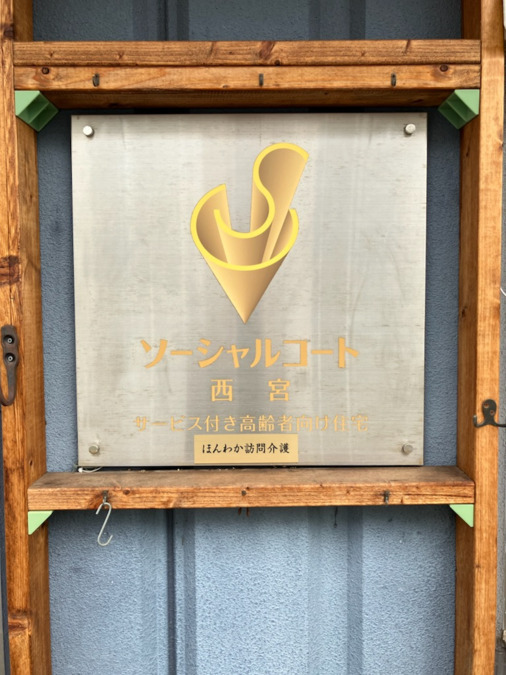 ソーシャルコート
西宮
サービス付き高齢者向け住宅
ほんわか訪問介護